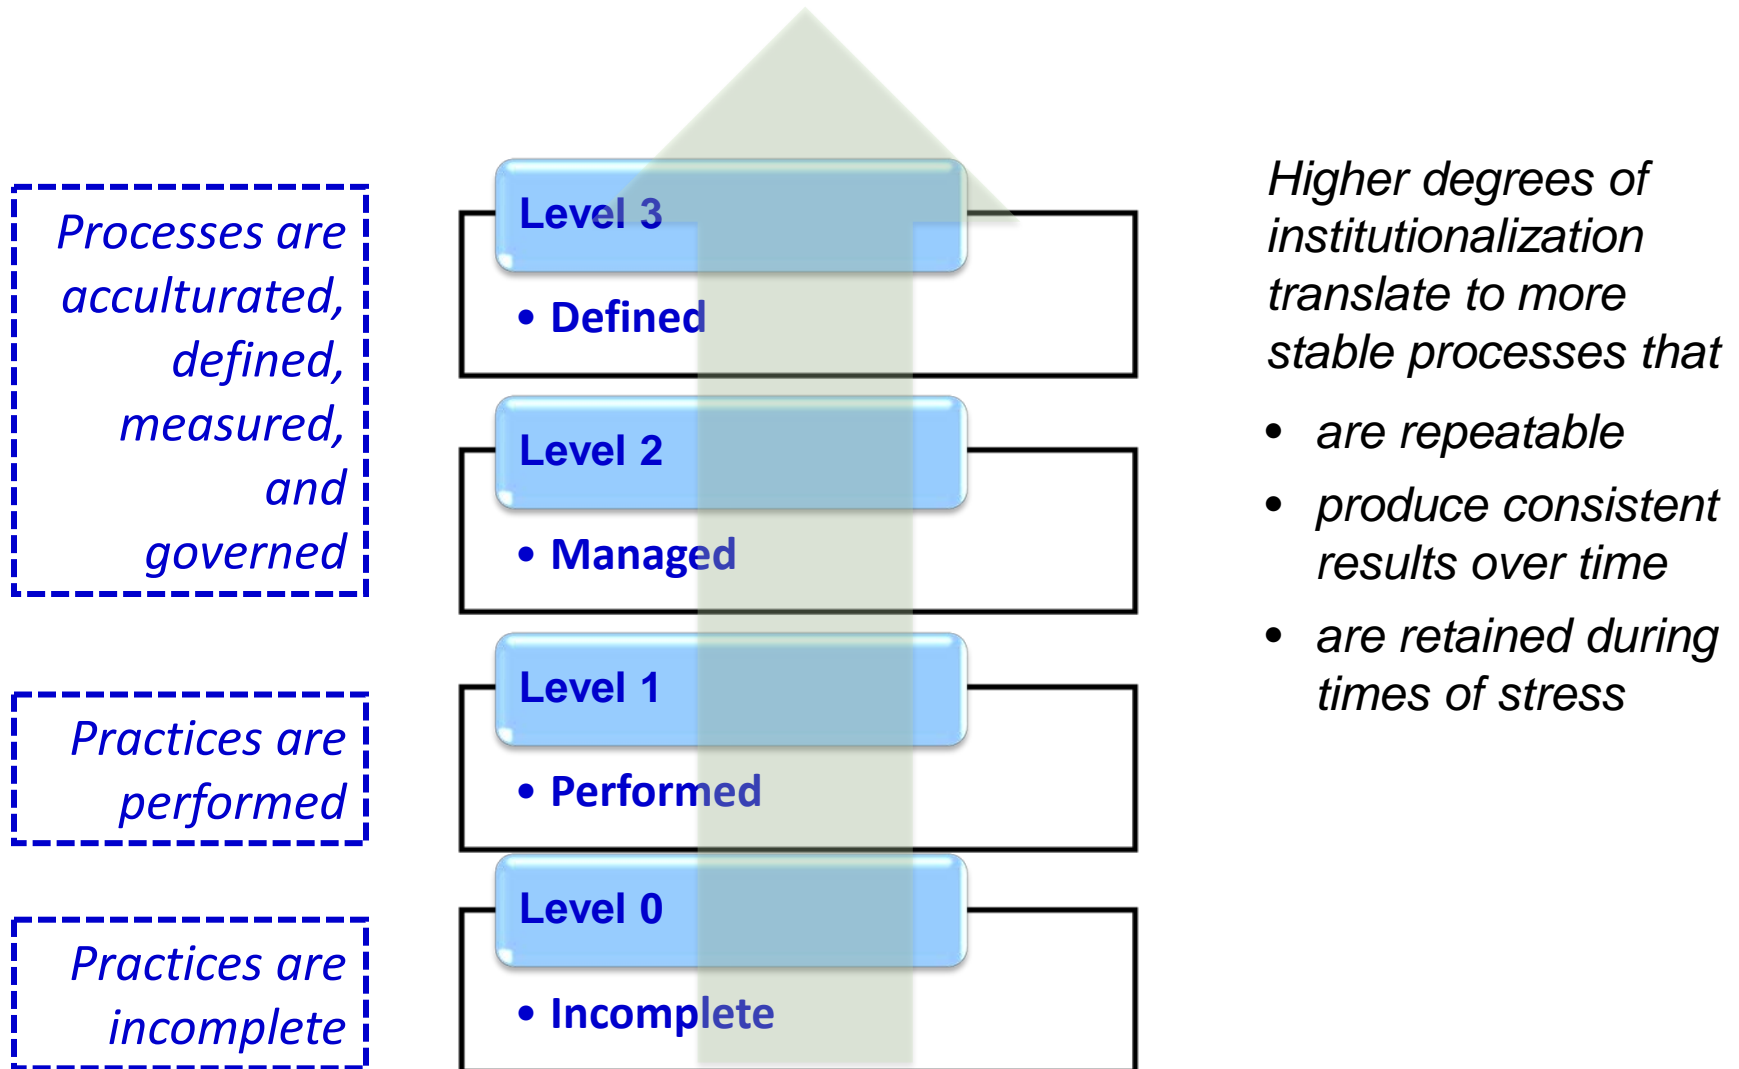 Processes are
acculturated,
defined,
measured,
and
governed
Practices are
performed
Practices are
incomplete
Level 3
• Defined
Level 2
• Managed
Level 1
• Performed
Level 0
• Incomplete
Higher degrees of
institutionalization
translate to more
stable processes that
• are repeatable
• produce consistent
results over time
• are retained during
times of stress